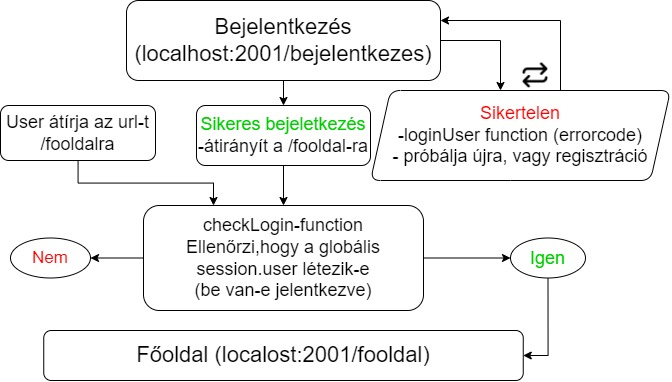 Bejelentkezés
(localhost:2001/bejelentkezes)
User átírja az url-t
/fooldalra
Sikeres bejeletkezés
-átirányít a /fooldal-ra
Sikertelen
-loginUser function (errorcode)
- próbálja újra, vagy regisztráció
checkLogin-function
Ellenőrzi,hogy a globális
session.user létezik-e
(be van-e jelentkezve)
Nem
Igen
Főoldal (localost:2001/fooldal)